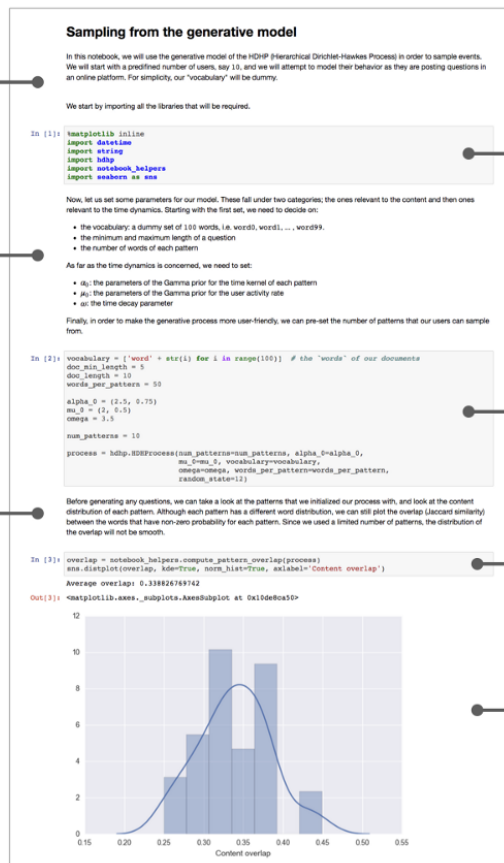 Sampling from the generative model
In this notebook, we will use the generative model of the HDHP (Hierarchical Dirichlet-Hawkes Process) in order to sample events.
We will start with a predifined number of users, say 10, and we will attempt to model their behavior as they are posting questions in
an online platform. For simplicity, our "vocabulary" will be dummy.
We start by importing all the libraries that will be required.
In [1]: %matplotlib inline
import datetime
import string
import hdhp
import notebook_helpers
import seaborn as sns
Now, let us set some parameters for our model. These fall under two categories; the ones relevant to the content and then ones
relevant to the time dynamics. Starting with the first set, we need to decide on:
• the vocabulary: a dummy set of 100 words, i.e. word0, word1, ... , word99.
• the minimum and maximum length of a question
• the number of words of each pattern
As far as the time dynamics is concerned, we need to set:
• α₀: the parameters of the Gamma prior for the time kernel of each pattern
• μ₀: the parameters of the Gamma prior for the user activity rate
• ω: the time decay parameter
Finally, in order to make the generative process more user-friendly, we can pre-set the number of patterns that our users can sample
from.
In [2]: vocabulary = ['word' + str(i) for i in range(100)]  # the `words` of our documents
doc_min_length = 5
doc_length = 10
words_per_pattern = 50
alpha_0 = (2.5, 0.75)
mu_0 = (2, 0.5)
omega = 3.5
num_patterns = 10
process = hdhp.HDHProcess(num_patterns=num_patterns, alpha_0=alpha_0,
mu_0=mu_0, vocabulary=vocabulary,
omega=omega, words_per_pattern=words_per_pattern,
random_state=12)
Before generating any questions, we can take a look at the patterns that we initialized our process with, and look at the content
distribution of each pattern. Although each pattern has a different word distribution, we can still plot the overlap (Jaccard similarity)
between the words that have non-zero probability for each pattern. Since we used a limited number of patterns, the distribution of
the overlap will not be smooth.
In [3]: overlap = notebook_helpers.compute_pattern_overlap(process)
sns.distplot(overlap, kde=True, norm_hist=True, axlabel='Content overlap')
Average overlap: 0.338826769742
Out[3]: <matplotlib.axes._subplots.AxesSubplot at 0x10de8ca50>
12
10
8
6
4
2
0
0.15 0.20 0.25 0.30 0.35 0.40 0.45 0.50 0.55
Content overlap